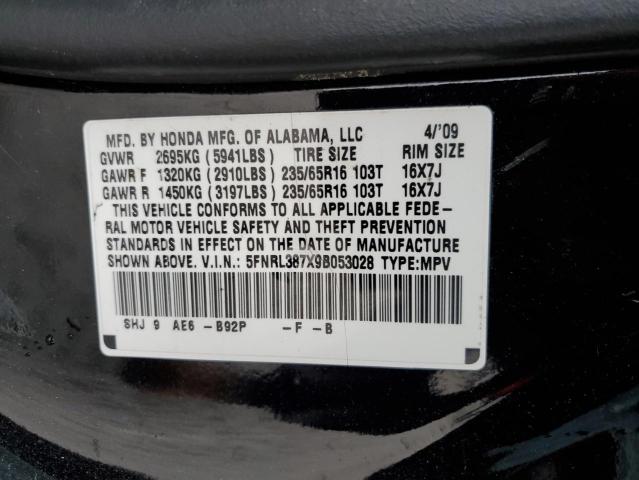 MFD. BY HONDA MFG. OF ALABAMA, LLC 4/'09
GVWR 2695KG (5941LBS) TIRE SIZE RIM SIZE
GAWR F 1320KG (2910LBS) 235/65R16 103T 16X7J
GAWR R 1450KG (3197LBS) 235/65R16 103T 16X7J
THIS VEHICLE CONFORMS TO ALL APPLICABLE FEDE-
RAL MOTOR VEHICLE SAFETY AND THEFT PREVENTION
STANDARDS IN EFFECT ON THE DATE OF MANUFACTURE
SHOWN ABOVE. V.I.N.: 5FNRL387X9B053028 TYPE:MPV
SHJ 9 AE6 -B92P -F -B